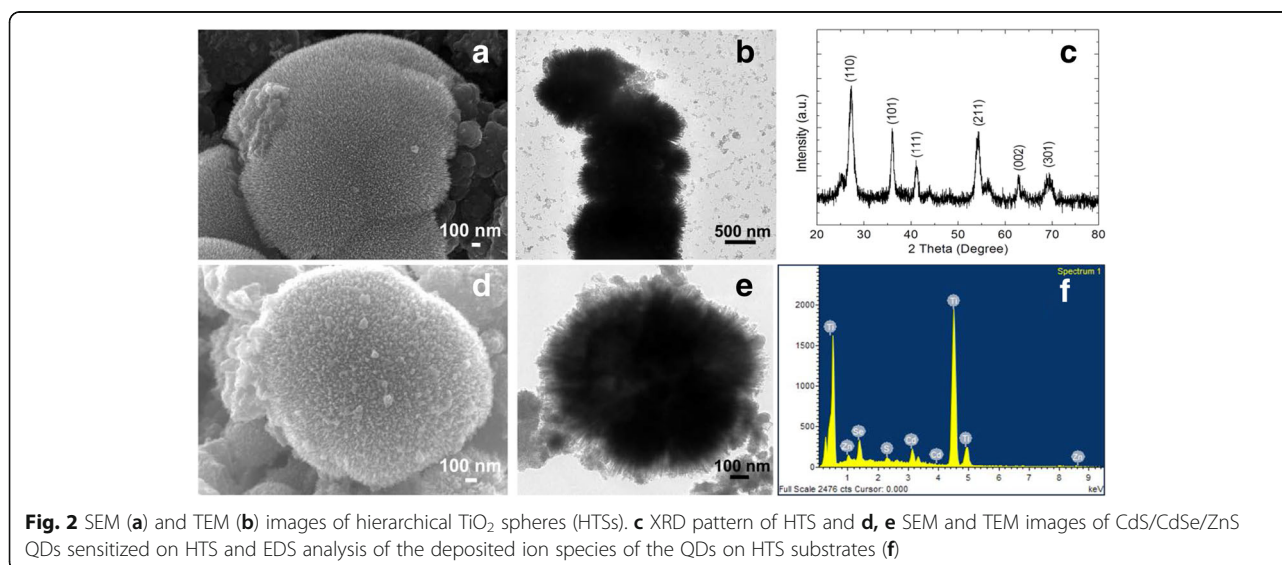 a
100 nm
b
500 nm
c
Intensity (a.u.)
(110)
(101)
(111)
(211)
(002)
(301)
20 30 40 50 60 70 80
2 Theta (Degree)
d
100 nm
e
100 nm
Spectrum 1
f
2000
1500
1000
500
0
Ti
Zn
Se
S
Cd
Cd
Ti
Ti
Zn
1 2 3 4 5 6 7 8 9
Full Scale 2476 cts Cursor: 0.000 keV
Fig. 2 SEM (a) and TEM (b) images of hierarchical TiO₂ spheres (HTSs). c XRD pattern of HTS and d, e SEM and TEM images of CdS/CdSe/ZnS
QDs sensitized on HTS and EDS analysis of the deposited ion species of the QDs on HTS substrates (f)